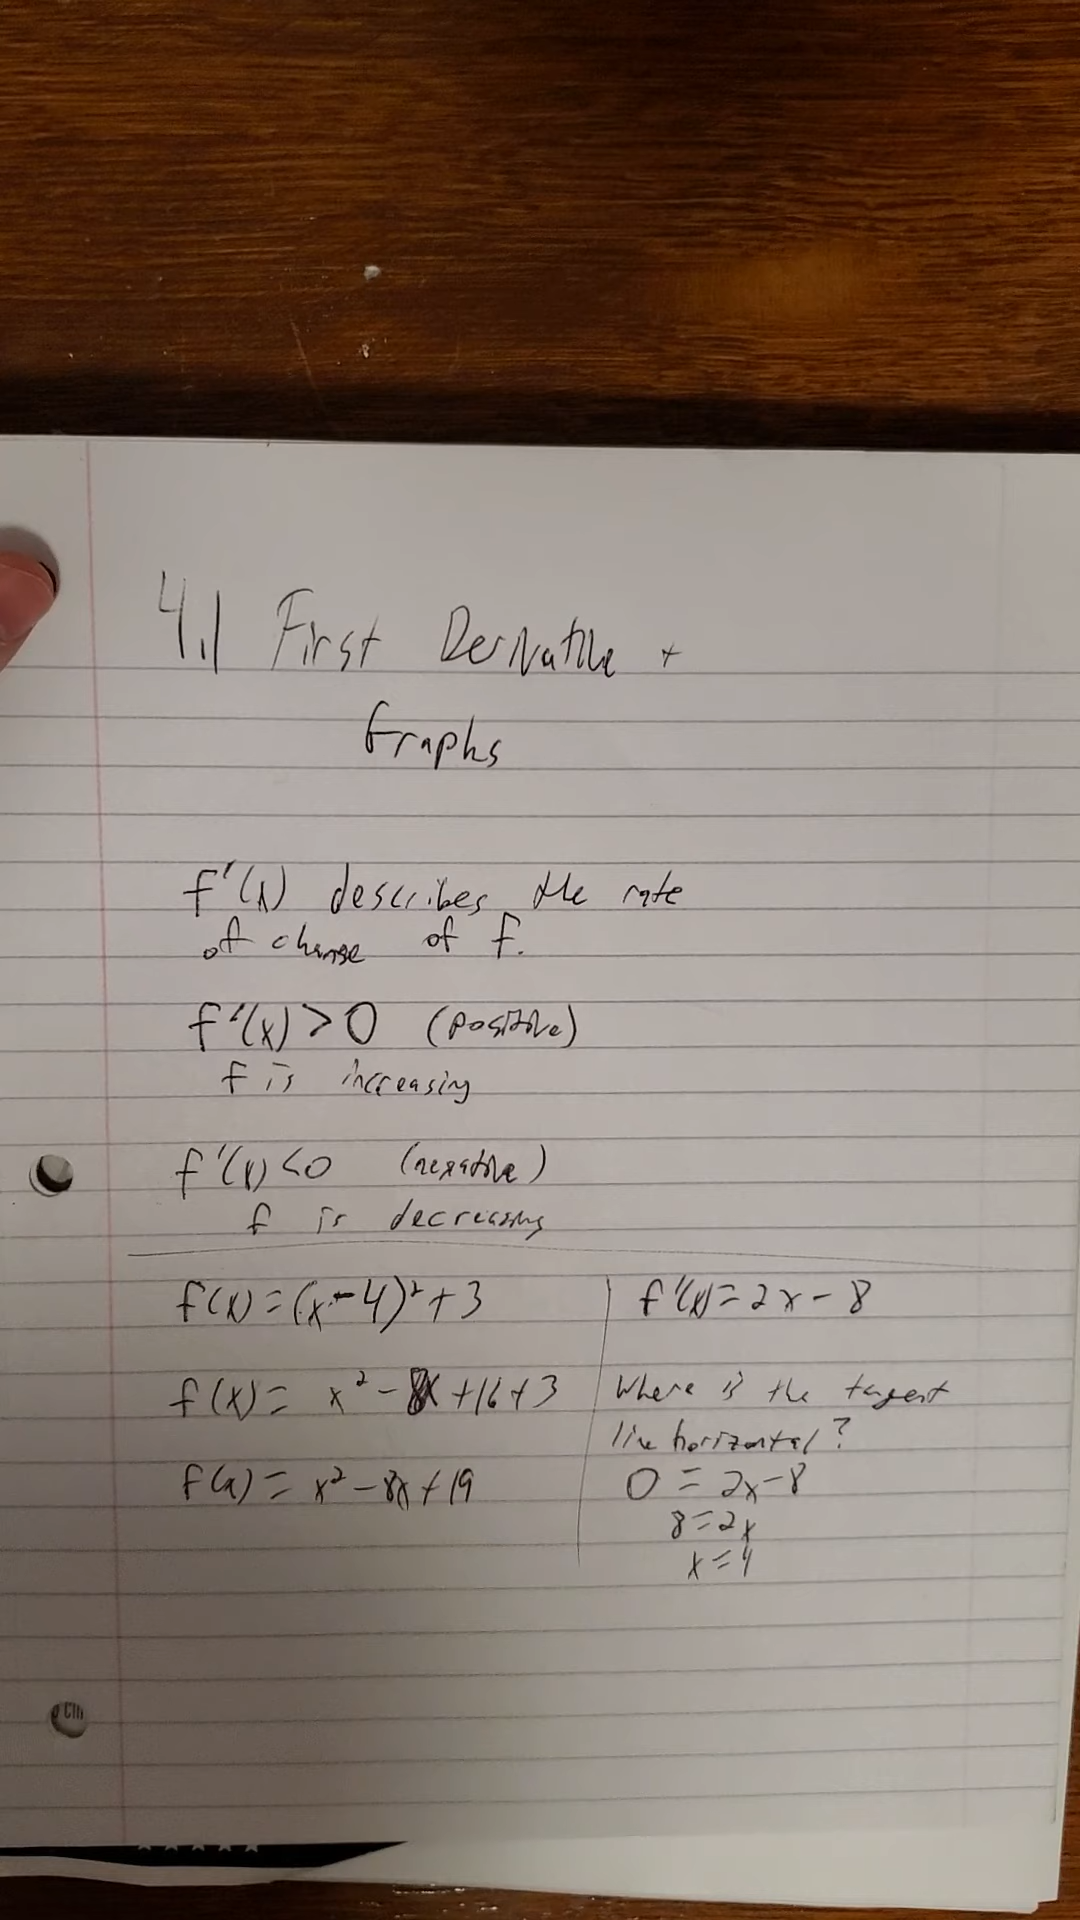 4.1 First Derivative +
Graphs
f'(x) describes the rate
of change of f.
f'(x) > 0 (positive)
f is increasing
f'(x) < 0 (negative)
f is decreasing
f(x) = (x - 4)² + 3
f(x) = x² - 8x + 16 + 3
f(x) = x² - 8x + 19
f'(x) = 2x - 8
Where is the tangent
line horizontal?
0 = 2x - 8
8 = 2x
x = 4